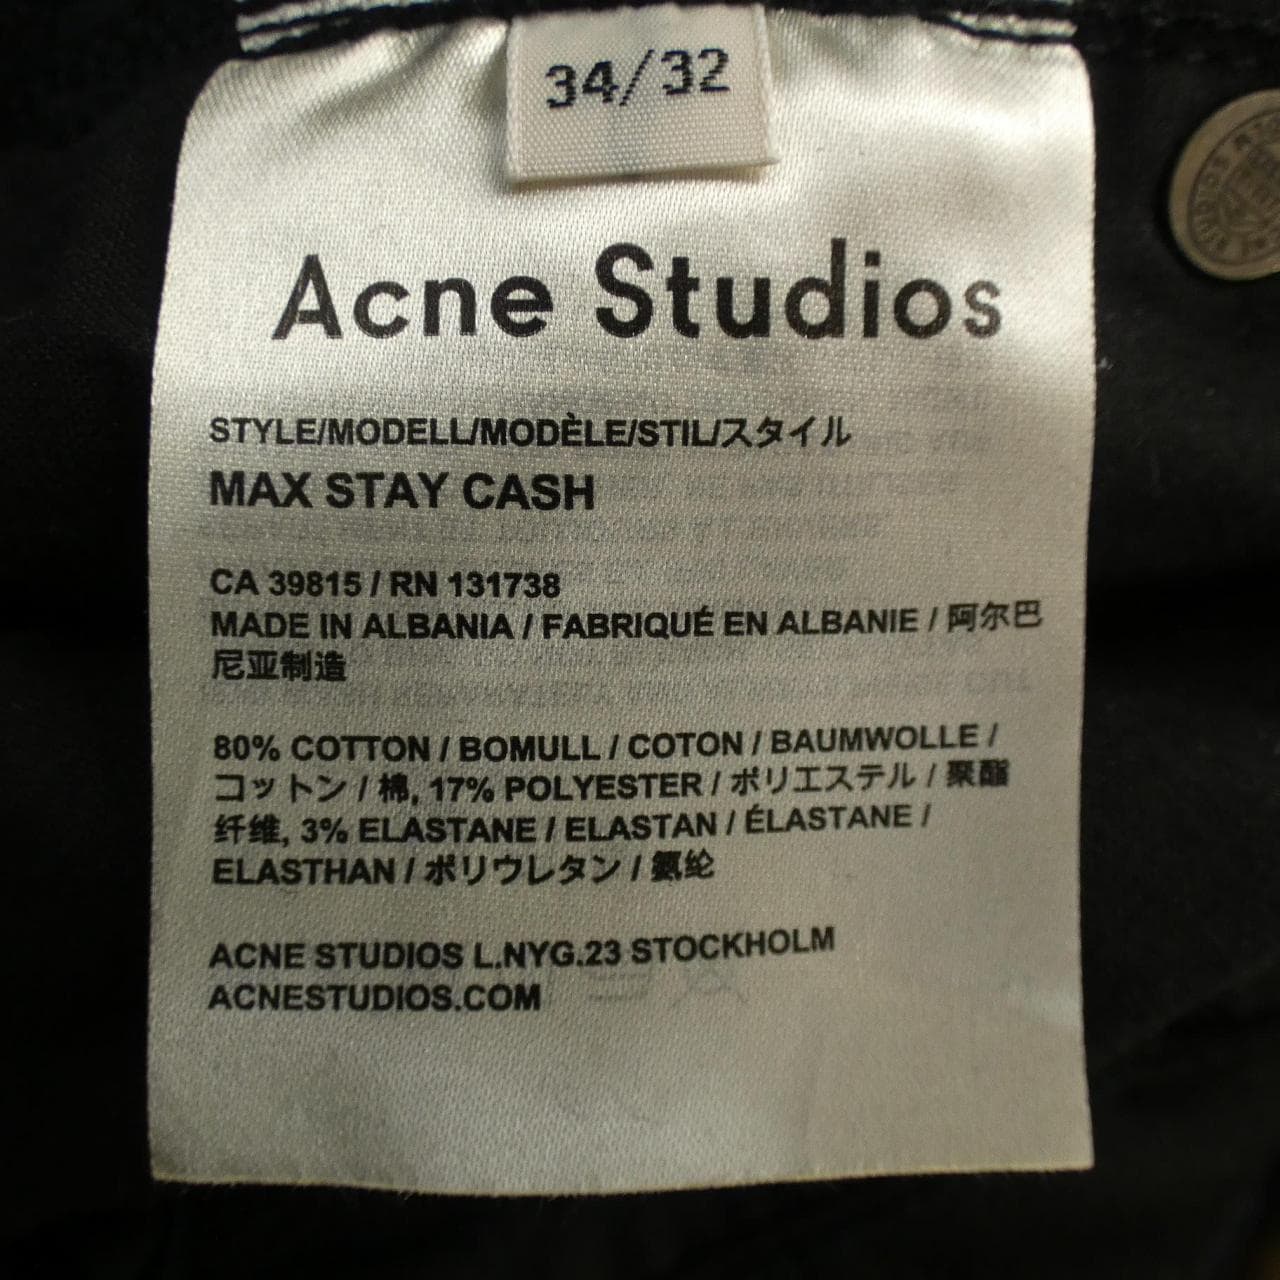 34/32
Acne Studios
STYLE/MODELL/MODÈLE/STIL/スタイル
MAX STAY CASH
CA 39815 / RN 131738
MADE IN ALBANIA / FABRIQUÉ EN ALBANIE / 阿尔巴
尼亚制造
80% COTTON / BOMULL / COTON / BAUMWOLLE /
コットン / 棉, 17% POLYESTER / ポリエステル / 聚酯
纤维, 3% ELASTANE / ELASTAN / ÉLASTANE /
ELASTHAN / ポリウレタン / 氨纶
ACNE STUDIOS L.NYG.23 STOCKHOLM
ACNESTUDIOS.COM